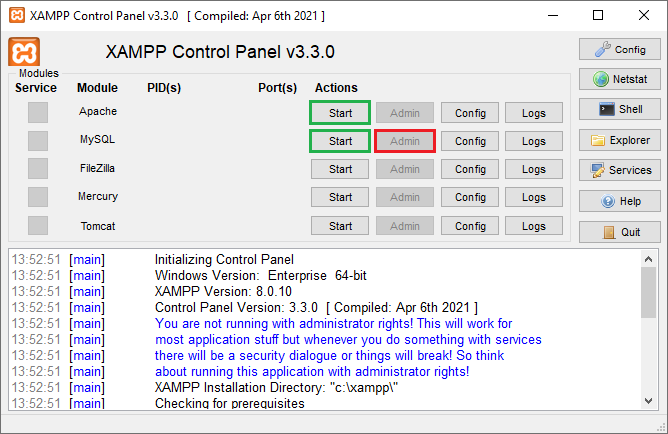 XAMPP Control Panel v3.3.0 [ Compiled: Apr 6th 2021 ]
XAMPP Control Panel v3.3.0
Config
Modules
Service Module PID(s) Port(s) Actions
Netstat
Apache Start Admin Config Logs
Shell
MySQL Start Admin Config Logs
Explorer
FileZilla Start Admin Config Logs
Services
Mercury Start Admin Config Logs
Help
Tomcat Start Admin Config Logs
Quit
13:52:51 [main] Initializing Control Panel
13:52:51 [main] Windows Version: Enterprise 64-bit
13:52:51 [main] XAMPP Version: 8.0.10
13:52:51 [main] Control Panel Version: 3.3.0 [ Compiled: Apr 6th 2021 ]
13:52:51 [main] You are not running with administrator rights! This will work for
13:52:51 [main] most application stuff but whenever you do something with services
13:52:51 [main] there will be a security dialogue or things will break! So think
13:52:51 [main] about running this application with administrator rights!
13:52:51 [main] XAMPP Installation Directory: "c:\xampp\"
13:52:51 [main] Checking for prerequisites